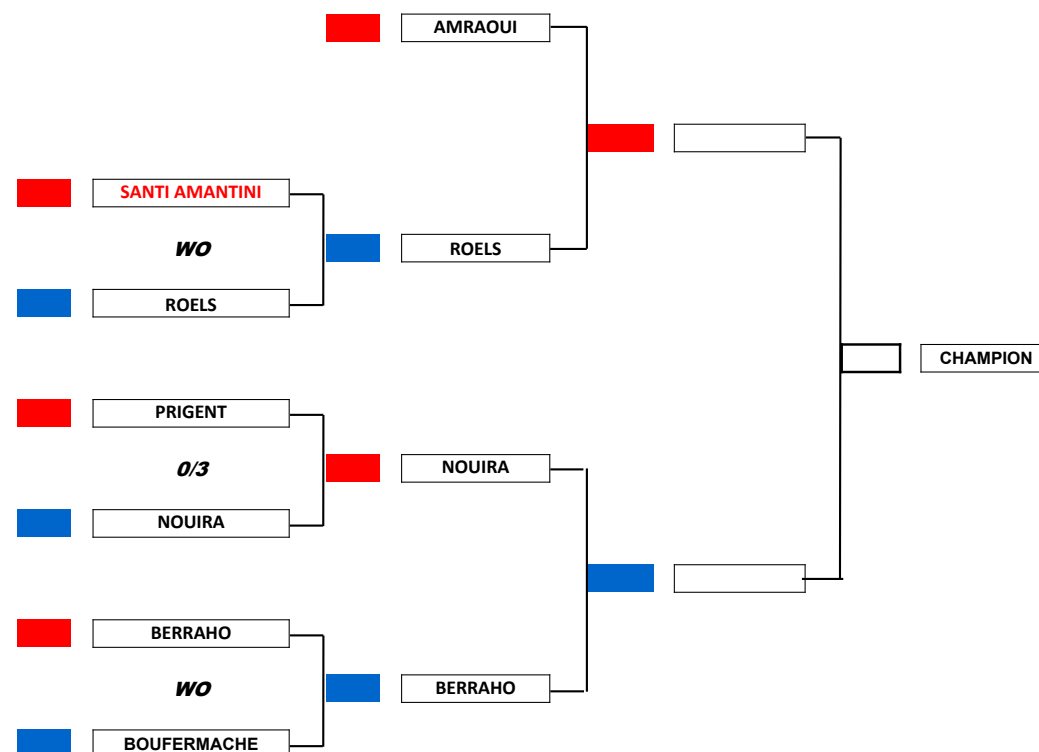 AMRAOUI
SANTI AMANTINI
WO
ROELS
ROELS
CHAMPION
PRIGENT
0/3
NOUIRA
NOUIRA
BERRAHO
WO
BERRAHO
BOUFERMACHE